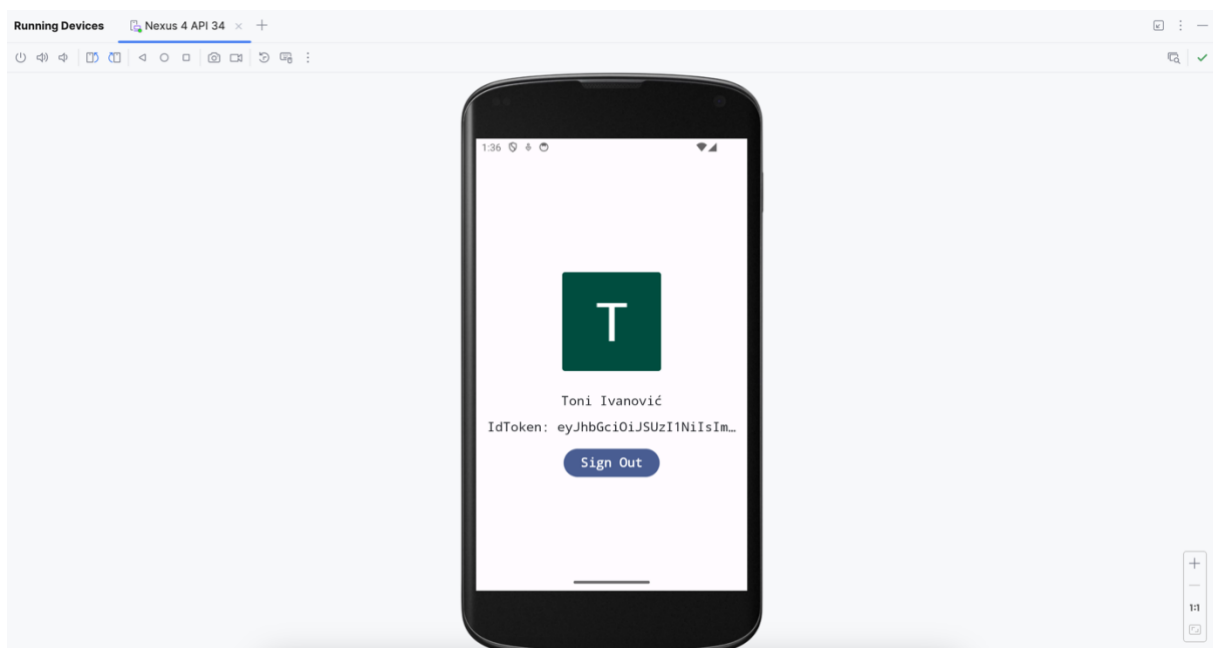 Running Devices Nexus 4 API 34
1:36
T
Toni Ivanović
IdToken: eyJhbGciOiJSUzI1NiIsIm…
Sign Out
1:1